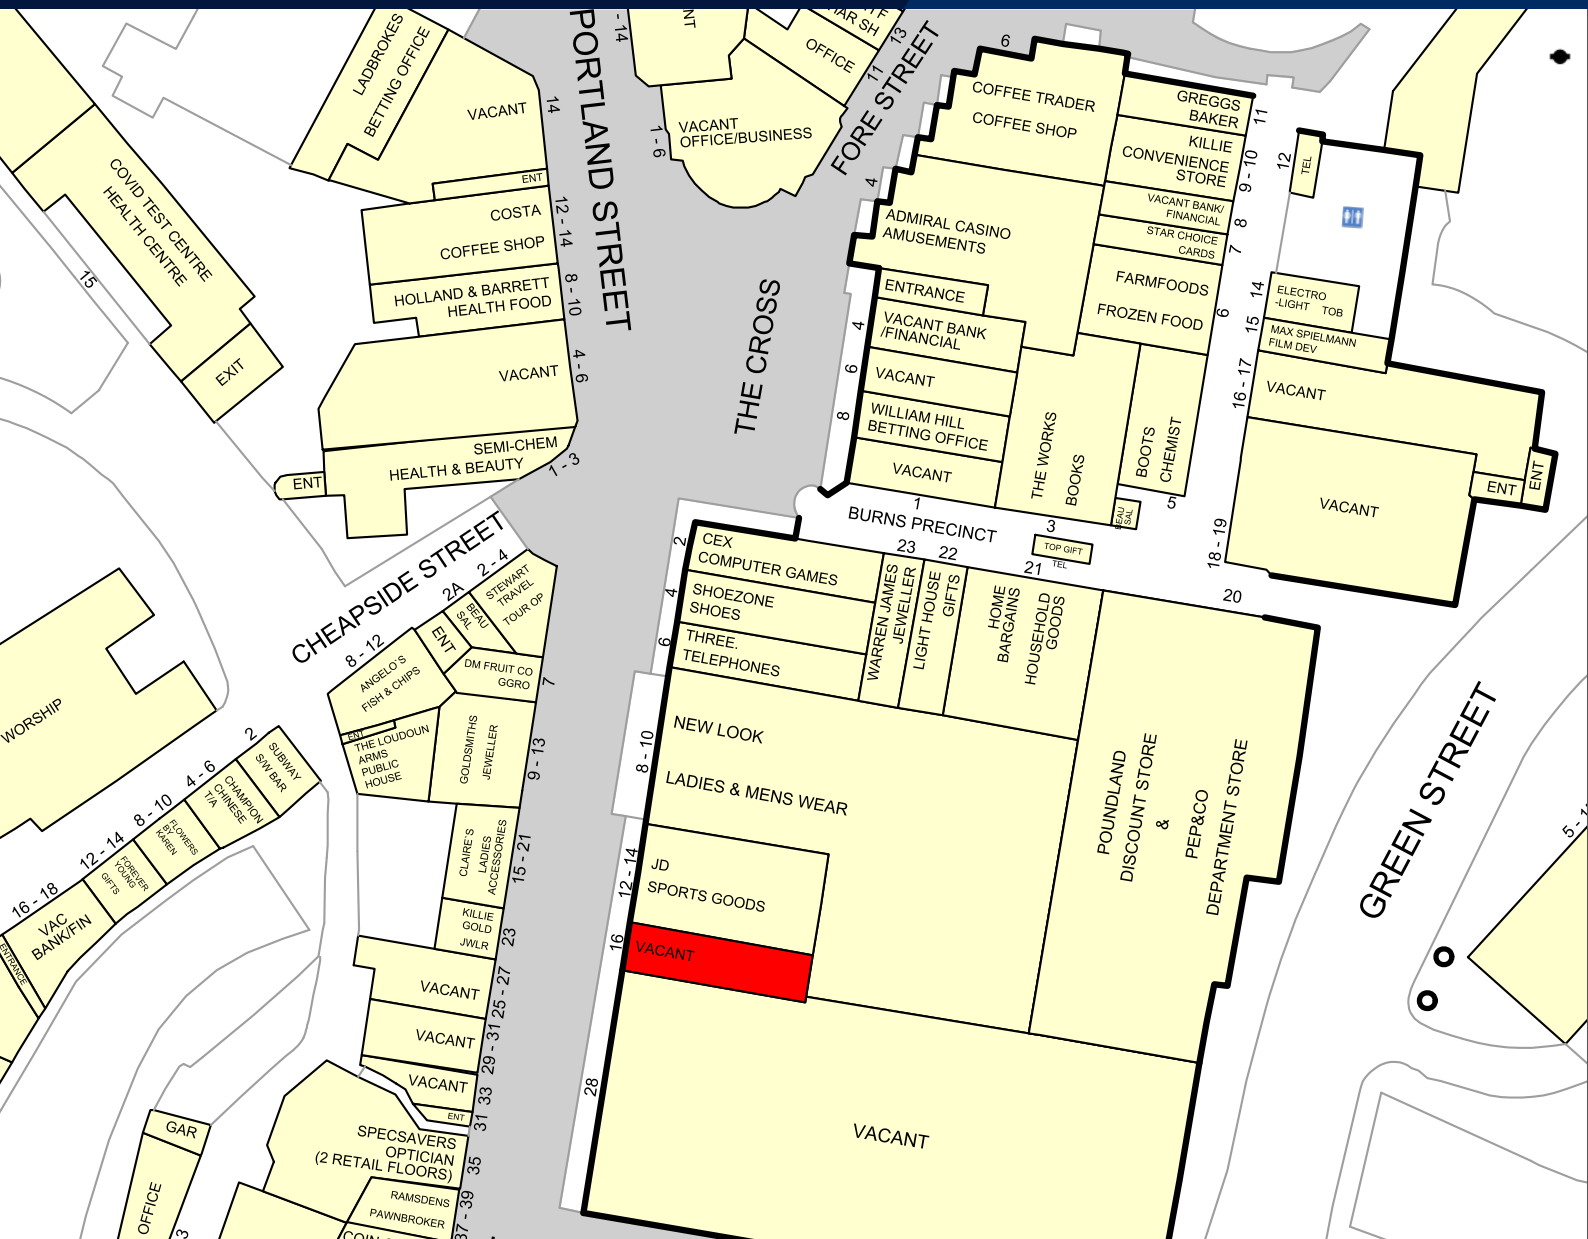 LADBROKES
BETTING OFFICE
VACANT
14
PORTLAND STREET
- 14
NT
OFFICE
HAR SH
13
11
FORE STREET
1 - 6
VACANT
OFFICE/BUSINESS
COVID TEST CENTRE
HEALTH CENTRE
15
EXIT
ENT
COSTA
COFFEE SHOP
12 - 14
HOLLAND & BARRETT
HEALTH FOOD
8 - 10
VACANT
4 - 6
SEMI-CHEM
HEALTH & BEAUTY
1 - 3
ENT
THE CROSS
6
COFFEE TRADER
COFFEE SHOP
4
ADMIRAL CASINO
AMUSEMENTS
ENTRANCE
4
VACANT BANK
/FINANCIAL
6
VACANT
8
WILLIAM HILL
BETTING OFFICE
VACANT
1
GREGGS
BAKER
11
KILLIE
CONVENIENCE
STORE
9 - 10
VACANT BANK/
FINANCIAL
8
STAR CHOICE
CARDS
7
FARMFOODS
FROZEN FOOD
6
THE WORKS
BOOKS
3
BOOTS
CHEMIST
5
BEAU
SAL
TOP GIFT
TEL
BURNS PRECINCT
12
TEL
14
ELECTRO
-LIGHT TOB
15
MAX SPIELMANN
FILM DEV
16 - 17
VACANT
VACANT
18 - 19
ENT
ENT
20
2
CEX
COMPUTER GAMES
4
SHOEZONE
SHOES
6
THREE.
TELEPHONES
23
WARREN JAMES
JEWELLER
22
LIGHT HOUSE
GIFTS
21
HOME
BARGAINS
HOUSEHOLD
GOODS
8 - 10
NEW LOOK
LADIES & MENS WEAR
POUNDLAND
DISCOUNT STORE
&
PEP&CO
DEPARTMENT STORE
12 - 14
JD
SPORTS GOODS
16
VACANT
28
VACANT
GREEN STREET
CHEAPSIDE STREET
2 - 4
STEWART
TRAVEL
TOUR OP
2A
BEAU
SAL
ENT
8 - 12
ANGELO`S
FISH & CHIPS
DM FRUIT CO
GGRO
7
ENT
THE LOUDOUN
ARMS
PUBLIC
HOUSE
GOLDSMITHS
JEWELLER
9 - 13
CLAIRE`S
LADIES
ACCESSORIES
15 - 21
KILLIE
GOLD
JWLR
23
VACANT
25 - 27
VACANT
29 - 31
VACANT
33
ENT
31
SPECSAVERS
OPTICIAN
(2 RETAIL FLOORS)
35
RAMSDENS
PAWNBROKER
37 - 39
WORSHIP
2
SUBWAY
S/W BAR
4 - 6
CHAMPION
CHINESE
T/A
8 - 10
FLOWERS
BY
KAREN
12 - 14
FOREVER
YOUNG
GIFTS
16 - 18
VAC
BANK/FIN
ENTRANCE
GAR
OFFICE
3